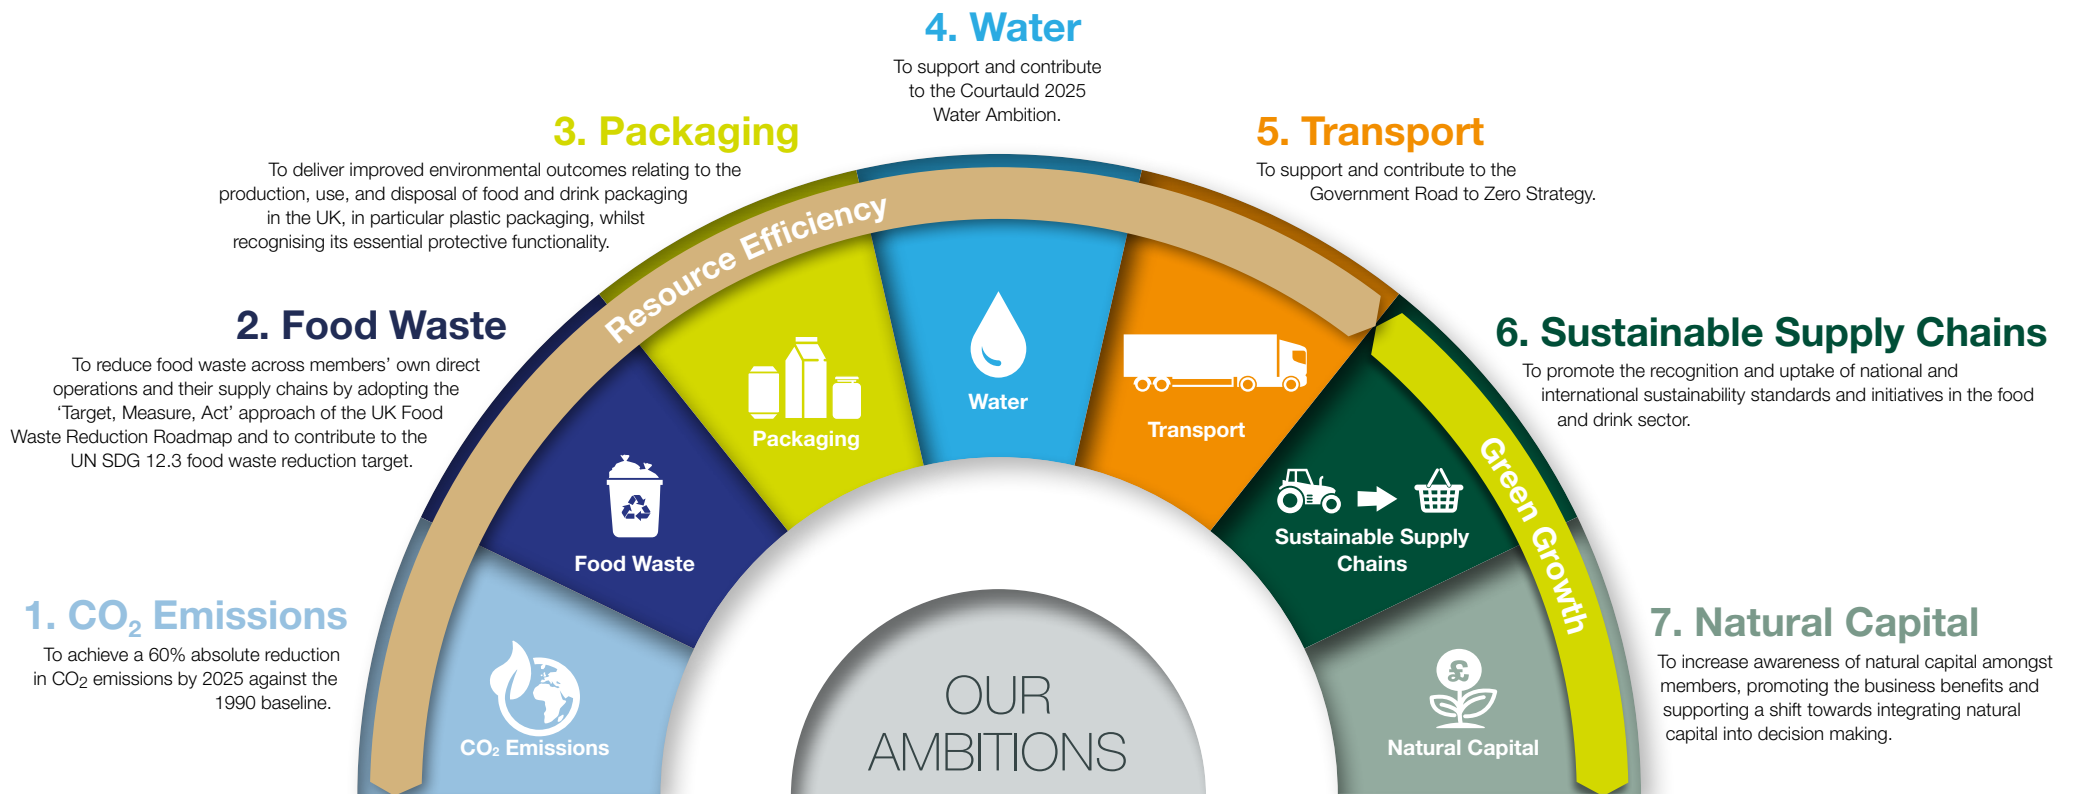 4. Water
To support and contribute
to the Courtauld 2025
Water Ambition.
3. Packaging
To deliver improved environmental outcomes relating to the
production, use, and disposal of food and drink packaging
in the UK, in particular plastic packaging, whilst
recognising its essential protective functionality.
5. Transport
To support and contribute to the
Government Road to Zero Strategy.
2. Food Waste
To reduce food waste across members’ own direct
operations and their supply chains by adopting the
‘Target, Measure, Act’ approach of the UK Food
Waste Reduction Roadmap and to contribute to the
UN SDG 12.3 food waste reduction target.
6. Sustainable Supply Chains
To promote the recognition and uptake of national and
international sustainability standards and initiatives in the food
and drink sector.
1. CO₂ Emissions
To achieve a 60% absolute reduction
in CO₂ emissions by 2025 against the
1990 baseline.
7. Natural Capital
To increase awareness of natural capital amongst
members, promoting the business benefits and
supporting a shift towards integrating natural
capital into decision making.
Resource Efficiency
Green Growth
CO₂ Emissions
Food Waste
Packaging
Water
Transport
Sustainable Supply
Chains
£
Natural Capital
OUR
AMBITIONS